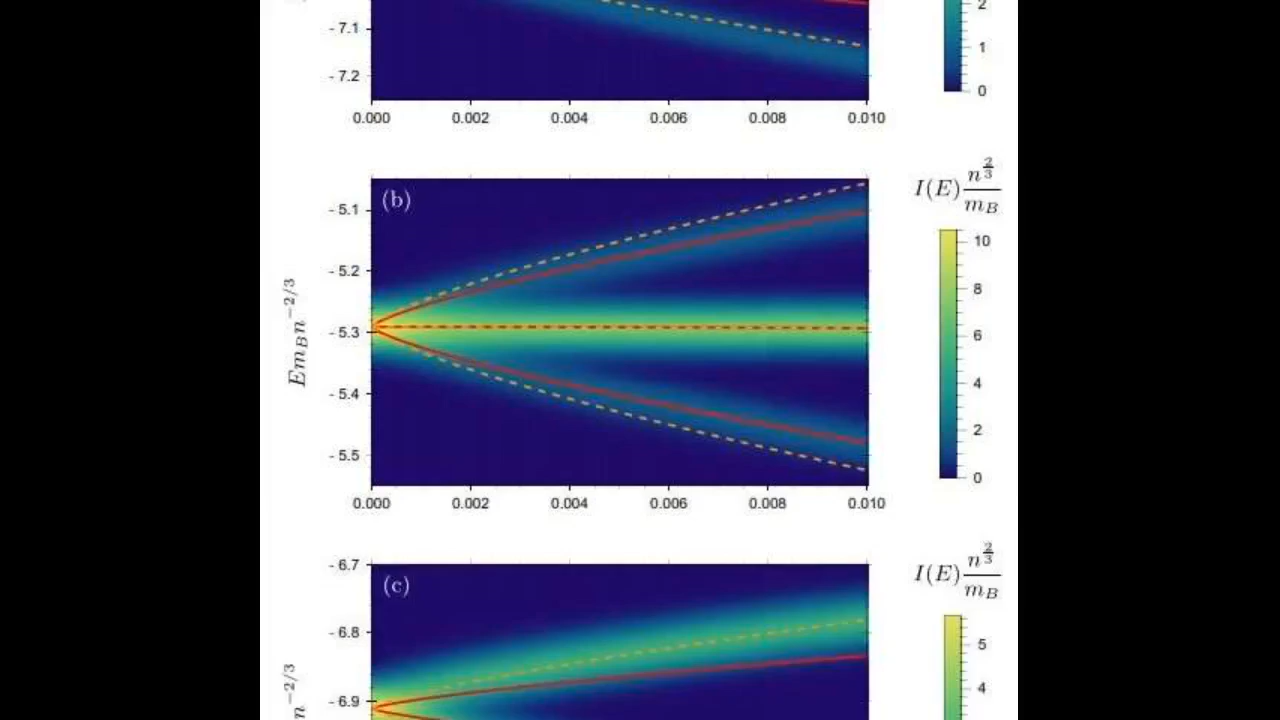 2
- 7.1
1
- 7.2
0
0.000 0.002 0.004 0.006 0.008 0.010
I(E) n^{2/3}/m_B
(b)
- 5.1
10
- 5.2
8
- 5.3
6
- 5.4
4
2
- 5.5
0
E m_B n^{-2/3}
0.000 0.002 0.004 0.006 0.008 0.010
I(E) n^{2/3}/m_B
- 6.7
(c)
- 6.8
5
4
- 6.9
n^{-2/3}